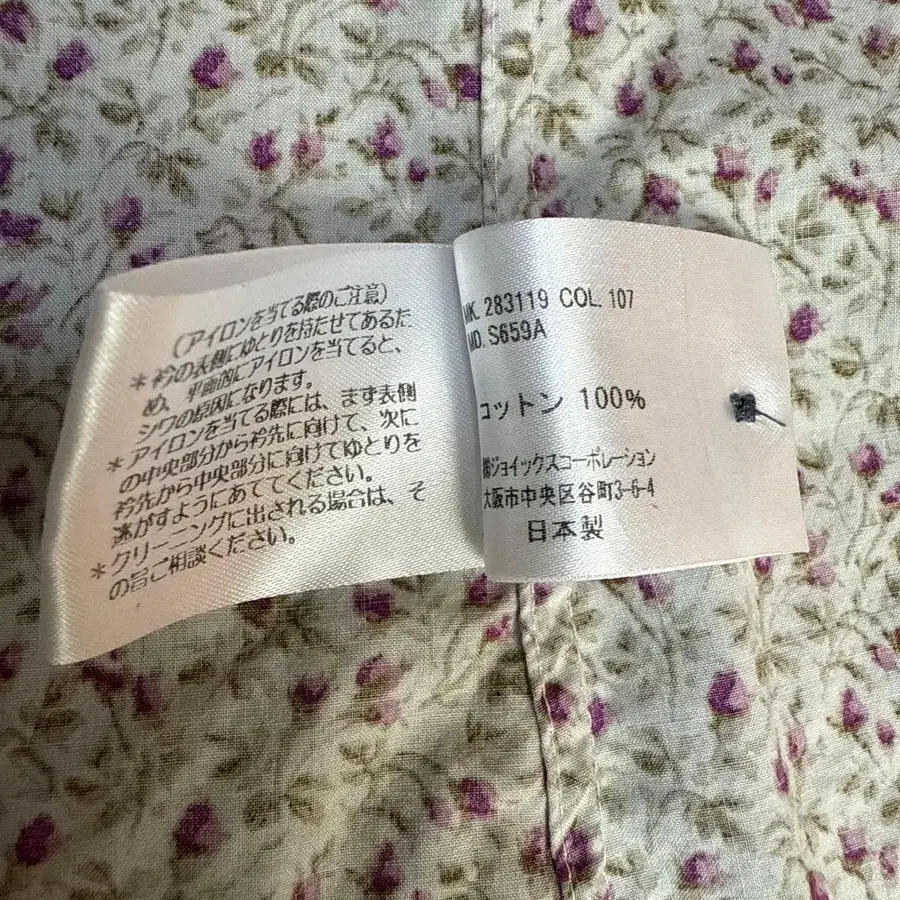 (アイロンを当てる際のご注意)
*衿の表側にゆとりを持たせてあるた
め、平面的にアイロンを当てると、
シワの原因になります。
*アイロンを当てる際には、まず表側
の中央部分から衿先に向けて、次に
衿先から中央部分に向けてゆとりを
逃がすようにあててください。
*クリーニングに出される場合は、そ
の旨ご相談ください。
MK. 283119 COL. 107
MD. S659A
コットン 100%
㈱ジョイックスコーポレーション
大阪市中央区谷町3-6-4
日本製